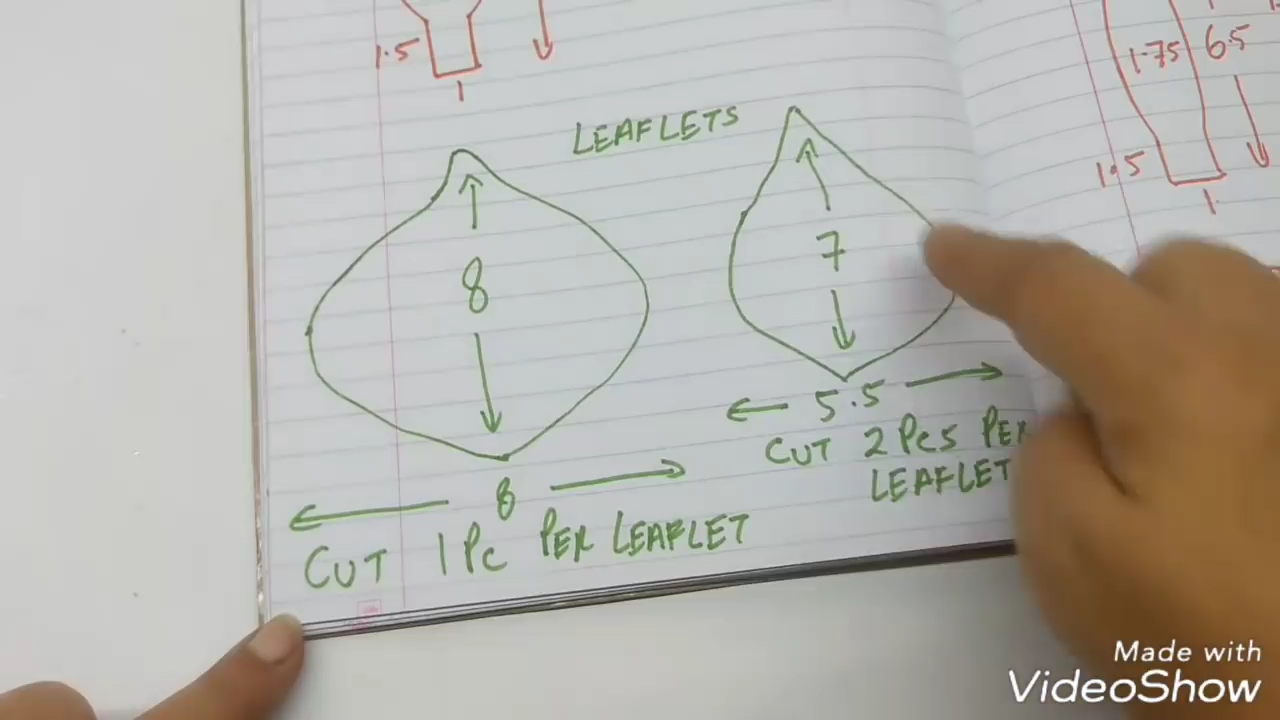 1.5
1
LEAFLETS
1.75
6.5
1.5
1.
8
7
8
CUT 1 PC PER LEAFLET
5.5
CUT 2 PCS PER
LEAFLET
Made with
VideoShow